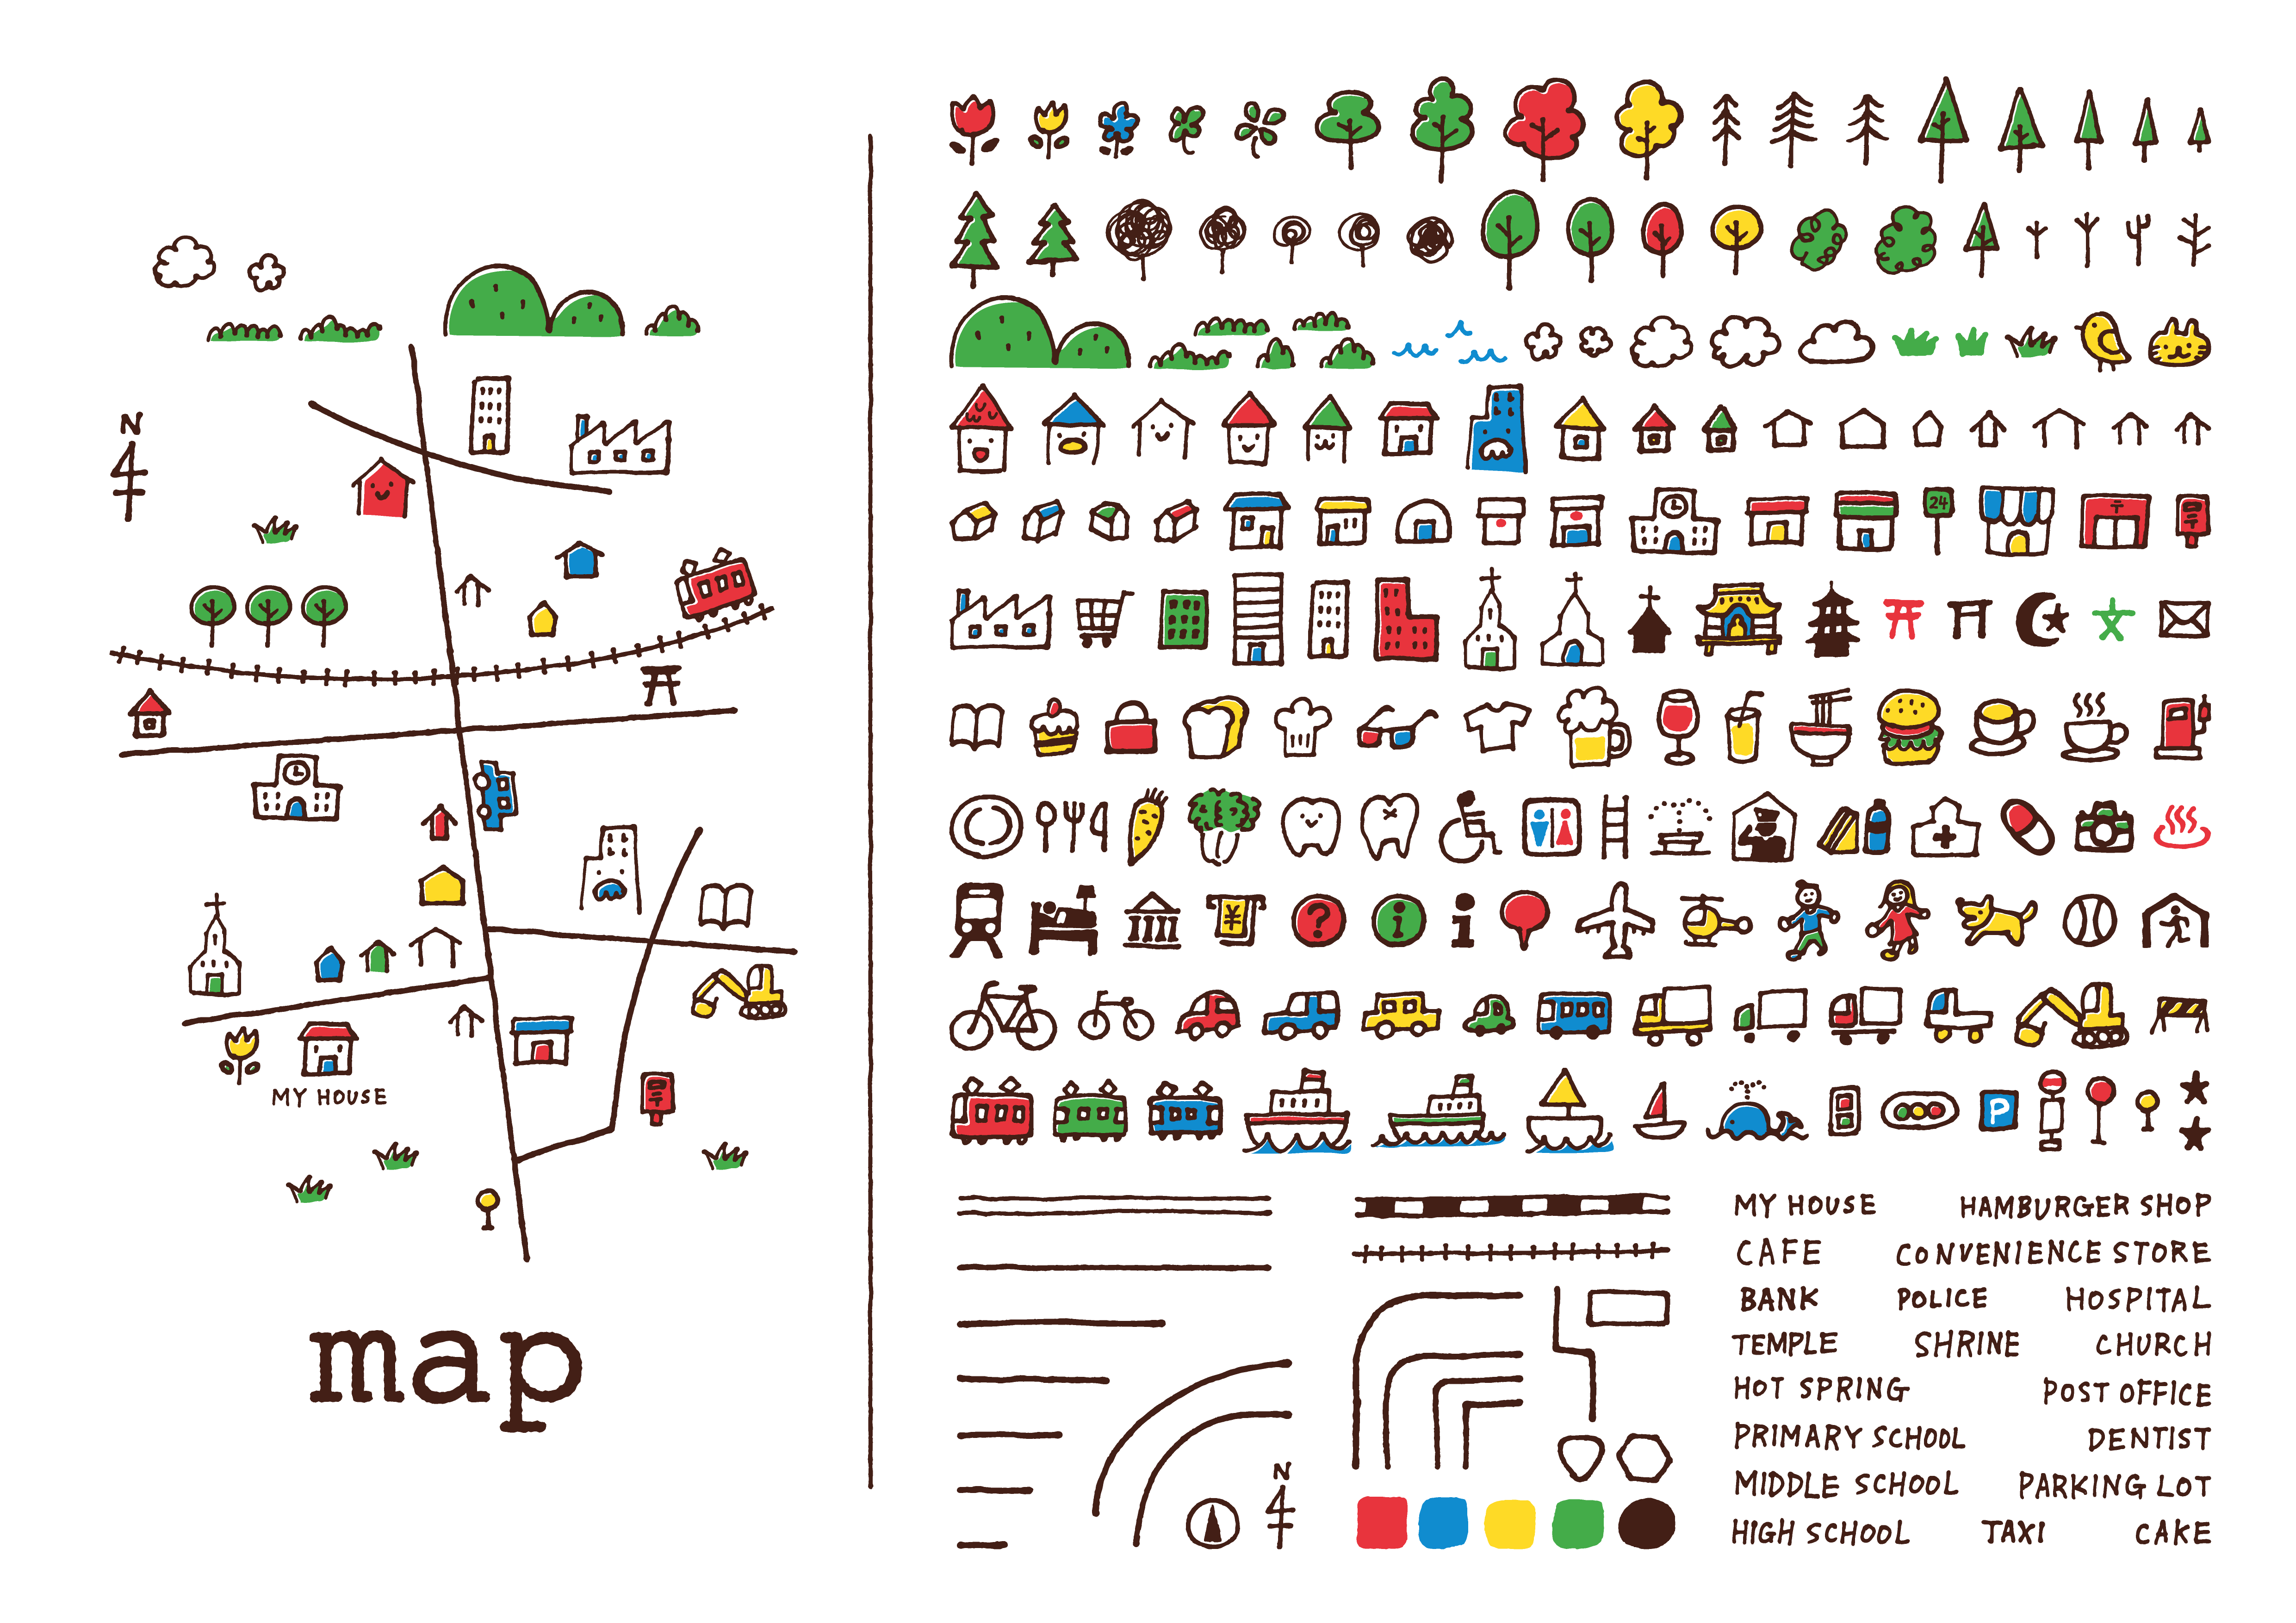 N
MY HOUSE
map
24
〒
〒
〒
¥
?
i
i
P
N
MY HOUSE HAMBURGER SHOP
CAFE CONVENIENCE STORE
BANK POLICE HOSPITAL
TEMPLE SHRINE CHURCH
HOT SPRING POST OFFICE
PRIMARY SCHOOL DENTIST
MIDDLE SCHOOL PARKING LOT
HIGH SCHOOL TAXI CAKE